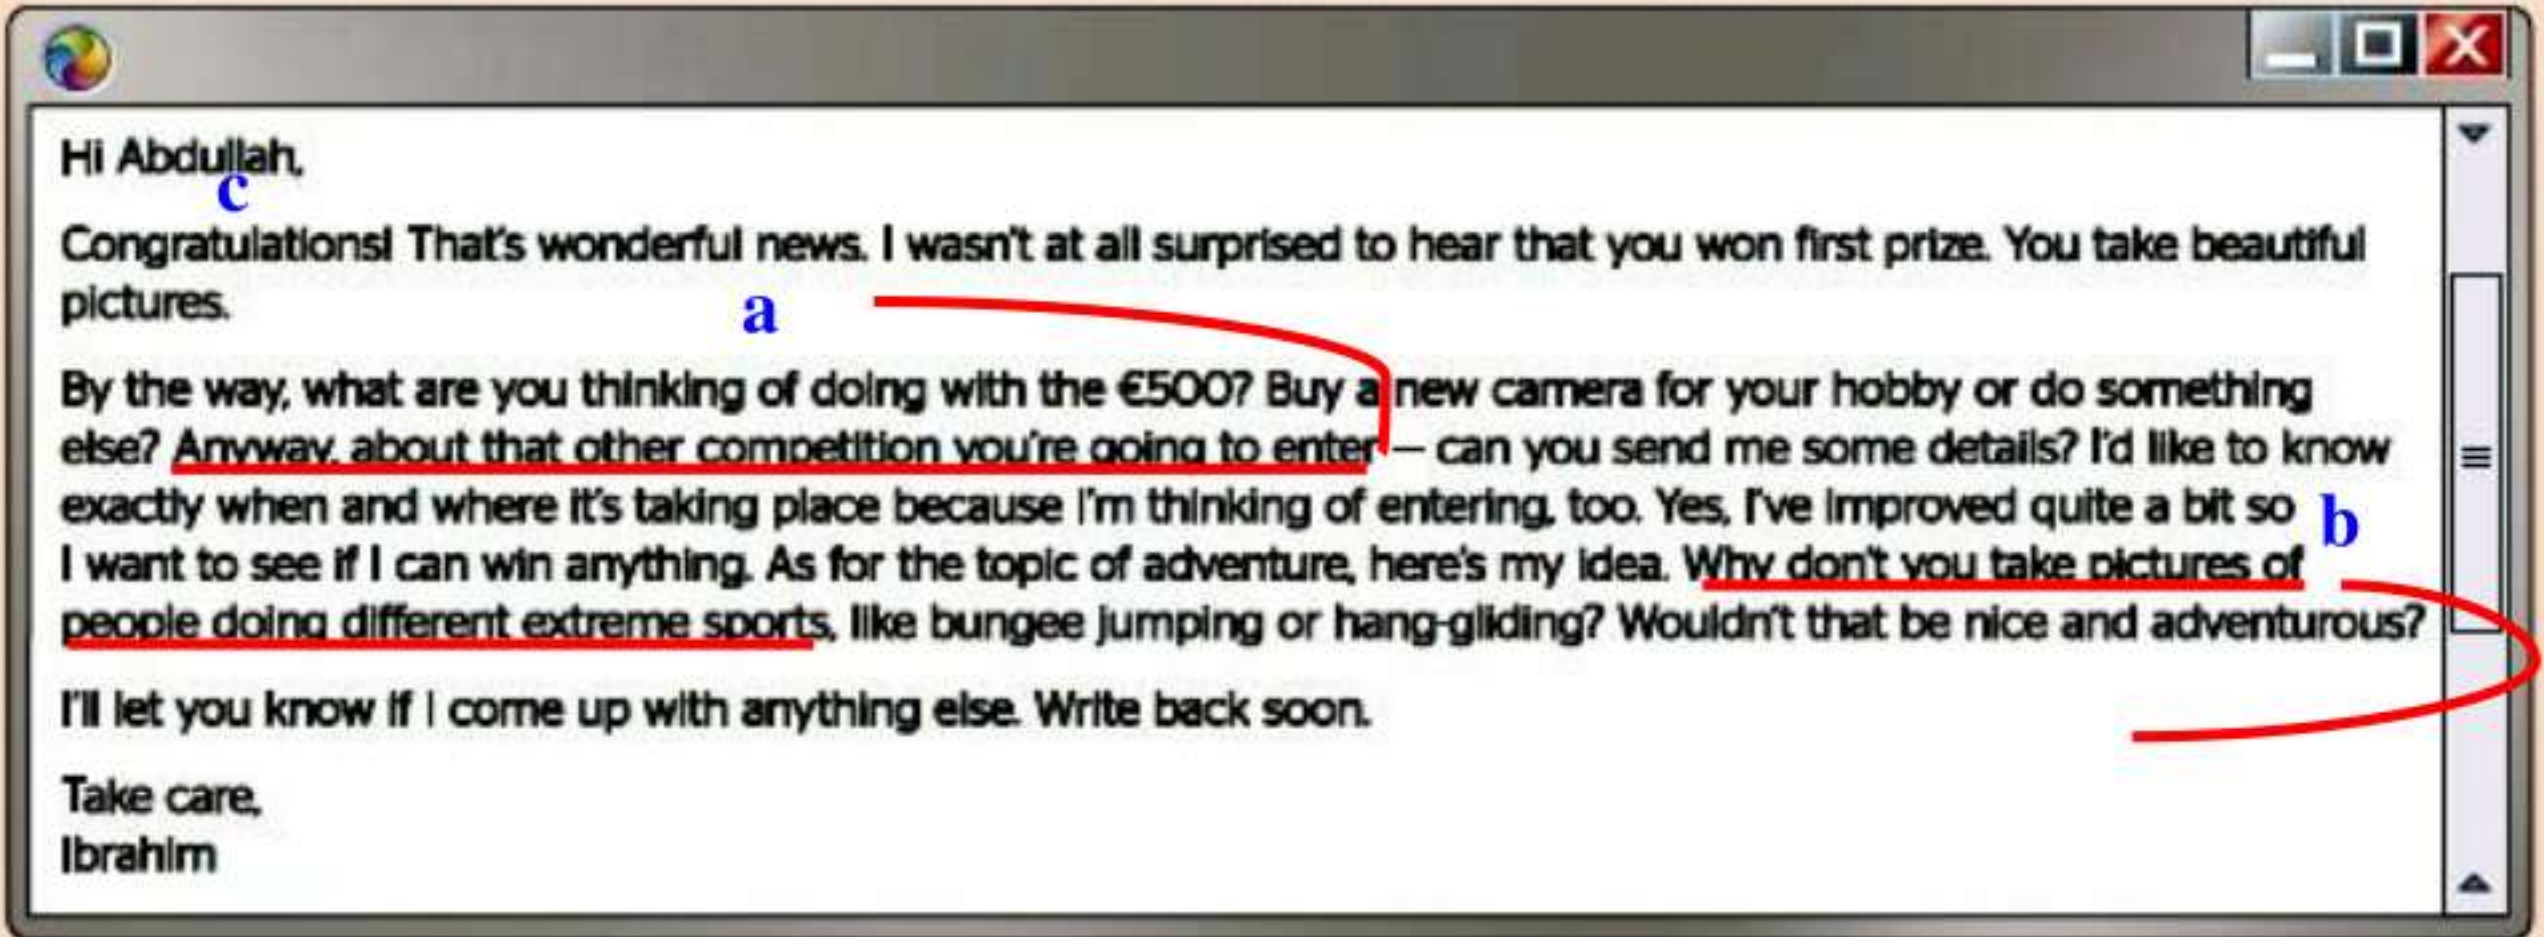 Hi Abdullah,
c
Congratulations! That's wonderful news. I wasn't at all surprised to hear that you won first prize. You take beautiful
pictures.
a
By the way, what are you thinking of doing with the €500? Buy a new camera for your hobby or do something
else? Anyway, about that other competition you're going to enter – can you send me some details? I'd like to know
exactly when and where it's taking place because I'm thinking of entering, too. Yes, I've improved quite a bit so
b
I want to see if I can win anything. As for the topic of adventure, here's my idea. Why don't you take pictures of
people doing different extreme sports, like bungee jumping or hang-gliding? Wouldn't that be nice and adventurous?
I'll let you know if I come up with anything else. Write back soon.
Take care,
Ibrahim